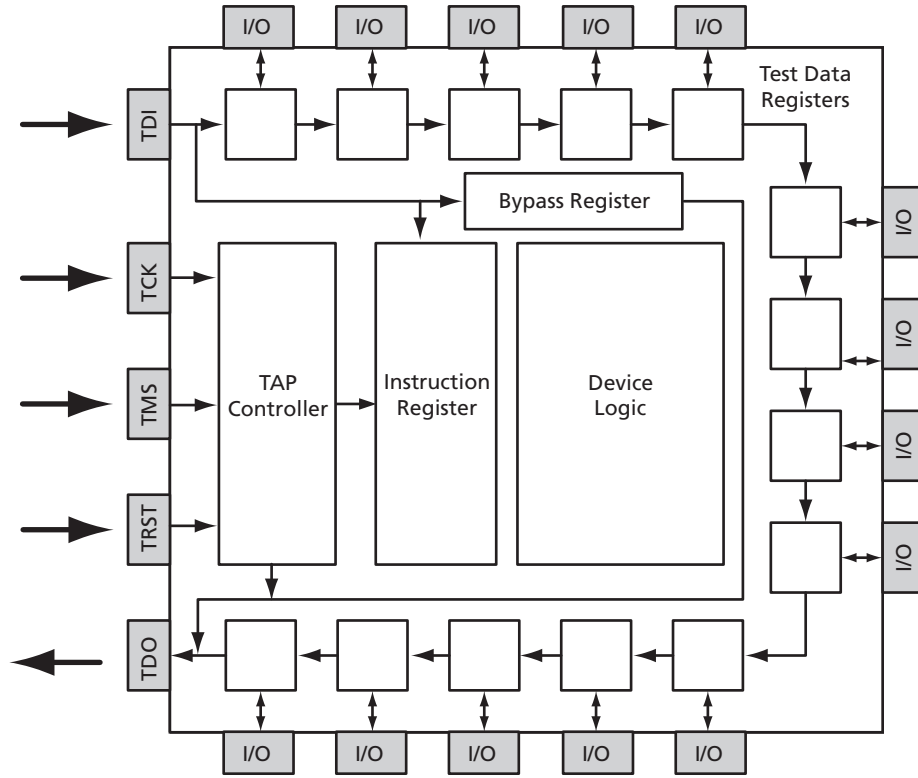 I/O
I/O
I/O
I/O
I/O
Test Data
Registers
TDI
Bypass Register
I/O
TCK
I/O
TAP
Controller
Instruction
Register
Device
Logic
TMS
I/O
TRST
I/O
TDO
I/O
I/O
I/O
I/O
I/O